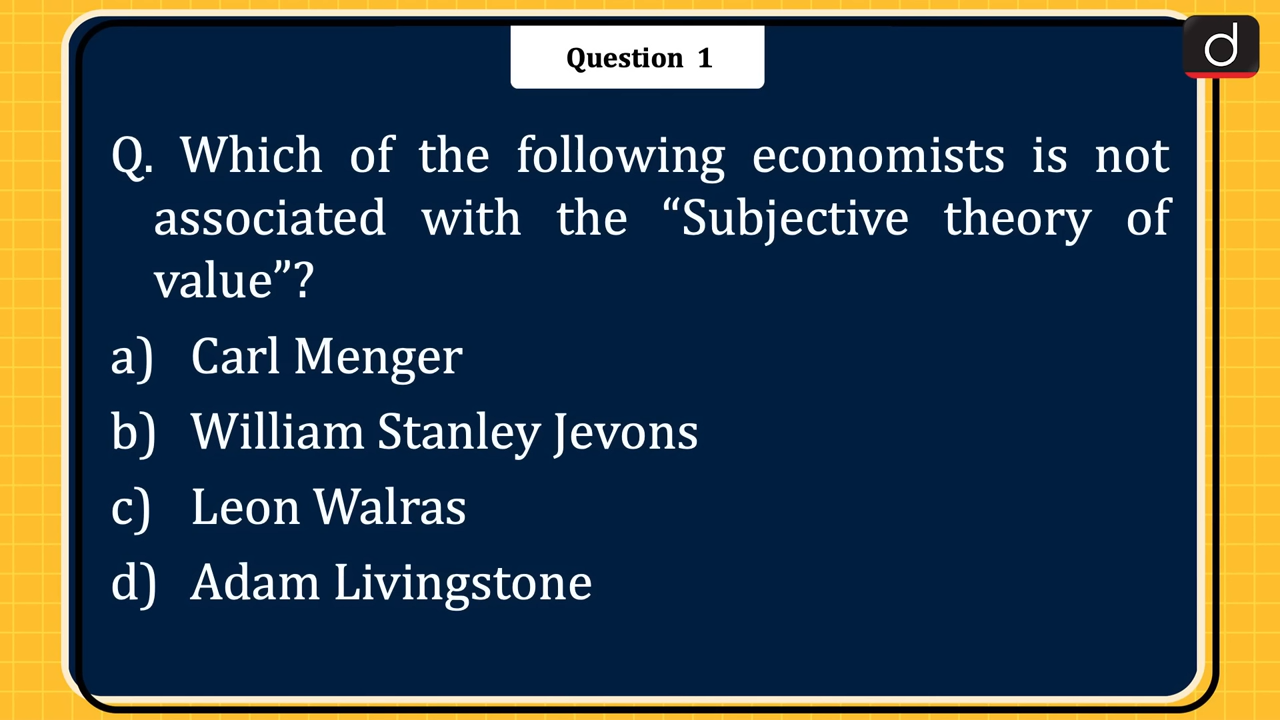 Question 1
d
Q. Which of the following economists is not
associated with the “Subjective theory of
value”?
a) Carl Menger
b) William Stanley Jevons
c) Leon Walras
d) Adam Livingstone